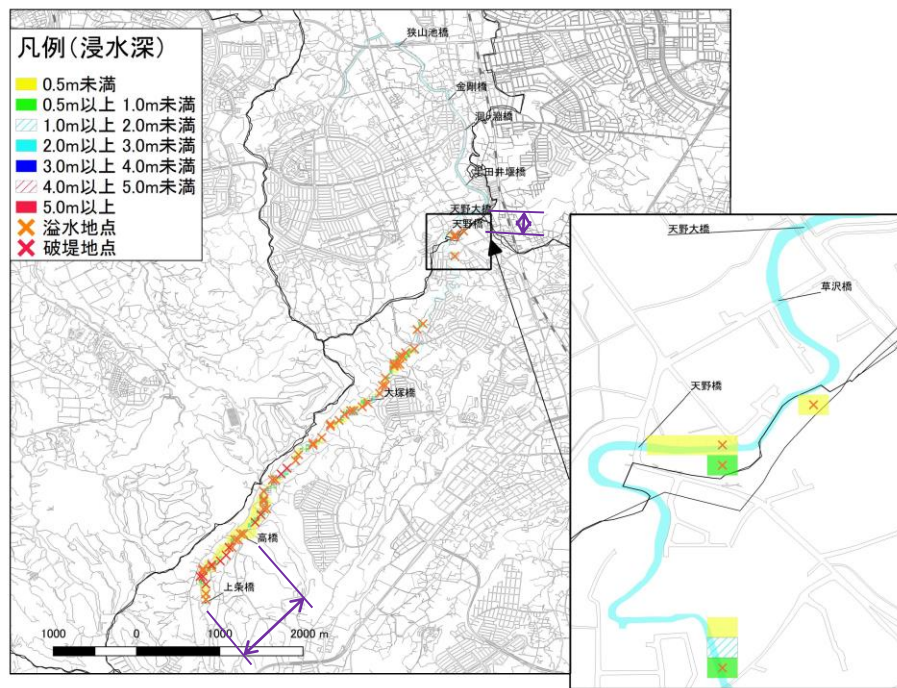 凡例(浸水深)
0.5m未満
0.5m以上 1.0m未満
1.0m以上 2.0m未満
2.0m以上 3.0m未満
3.0m以上 4.0m未満
4.0m以上 5.0m未満
5.0m以上
溢水地点
破堤地点
狭山池橋
金剛橋
天野大橋
天野橋
大塚橋
高橋
上条橋
1000 0 1000 2000 m
天野大橋
草沢橋
天野橋